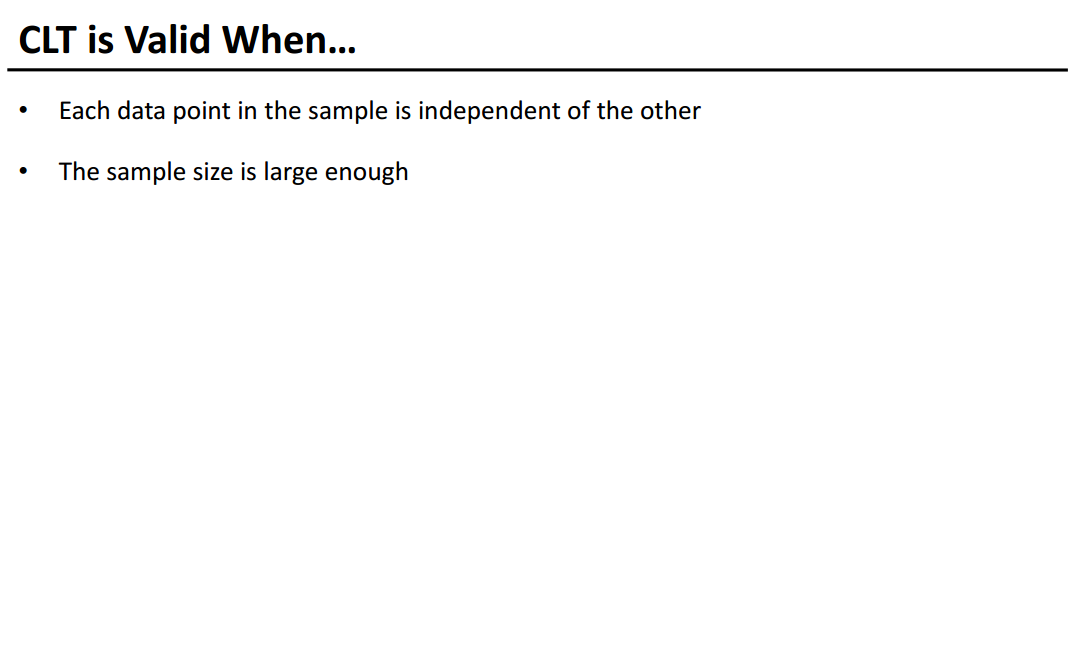 CLT is Valid When...
• Each data point in the sample is independent of the other
• The sample size is large enough